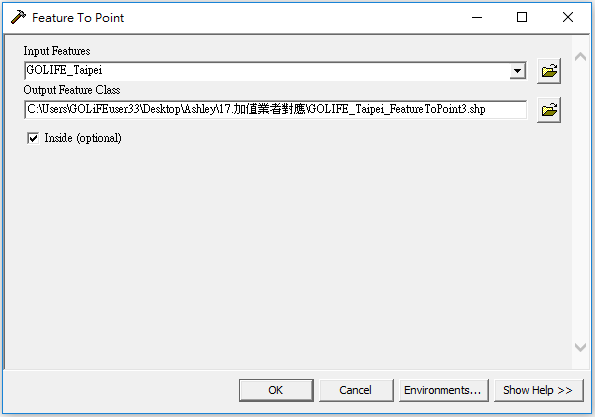 Feature To Point
Input Features
GOLIFE_Taipei
Output Feature Class
C:\Users\GOLiFEuser33\Desktop\Ashley\17.加值業者對應\GOLIFE_Taipei_FeatureToPoint3.shp
Inside (optional)
OK Cancel Environments... Show Help >>